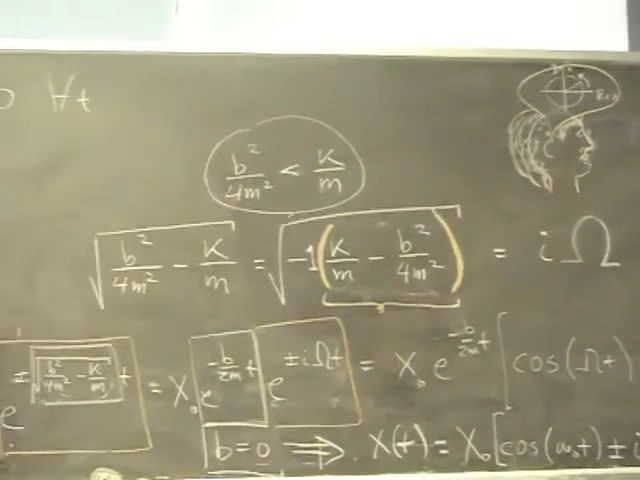 0 ∀t
b²/4m² < K/m
√(b²/4m² - K/m) = √(-1(K/m - b²/4m²)) = iΩ
e^(±√(b²/4m² - K/m) t) = X₀ e^(-b/2m t) e^(±iΩt) = X₀ e^(-b/2m t) [cos(Ωt)
b=0 ⟹ X(t) = X₀ [cos(ω₀t) ± i